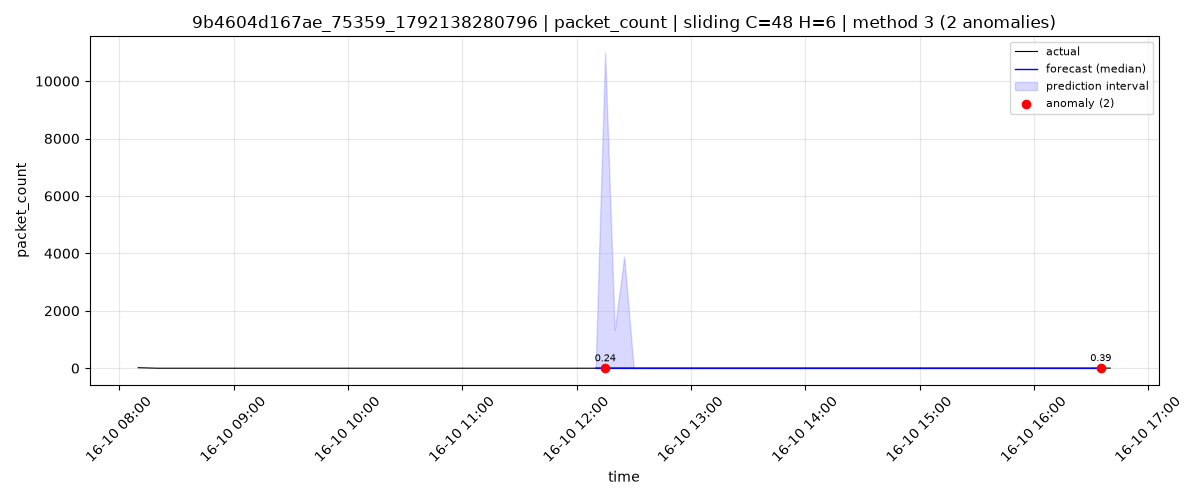 9b4604d167ae_75359_1792138280796 | packet_count | sliding C=48 H=6 | method 3 (2 anomalies)
actual
forecast (median)
prediction interval
anomaly (2)
packet_count
10000
8000
6000
4000
2000
0
0.24
0.39
16-10 08:00
16-10 09:00
16-10 10:00
16-10 11:00
16-10 12:00
16-10 13:00
16-10 14:00
16-10 15:00
16-10 16:00
16-10 17:00
time